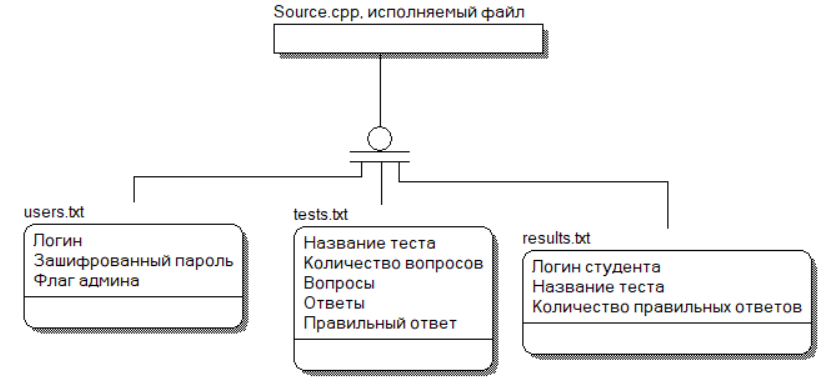 Source.cpp, исполняемый файл
users.txt
Логин
Зашифрованный пароль
Флаг админа
tests.txt
Название теста
Количество вопросов
Вопросы
Ответы
Правильный ответ
results.txt
Логин студента
Название теста
Количество правильных ответов